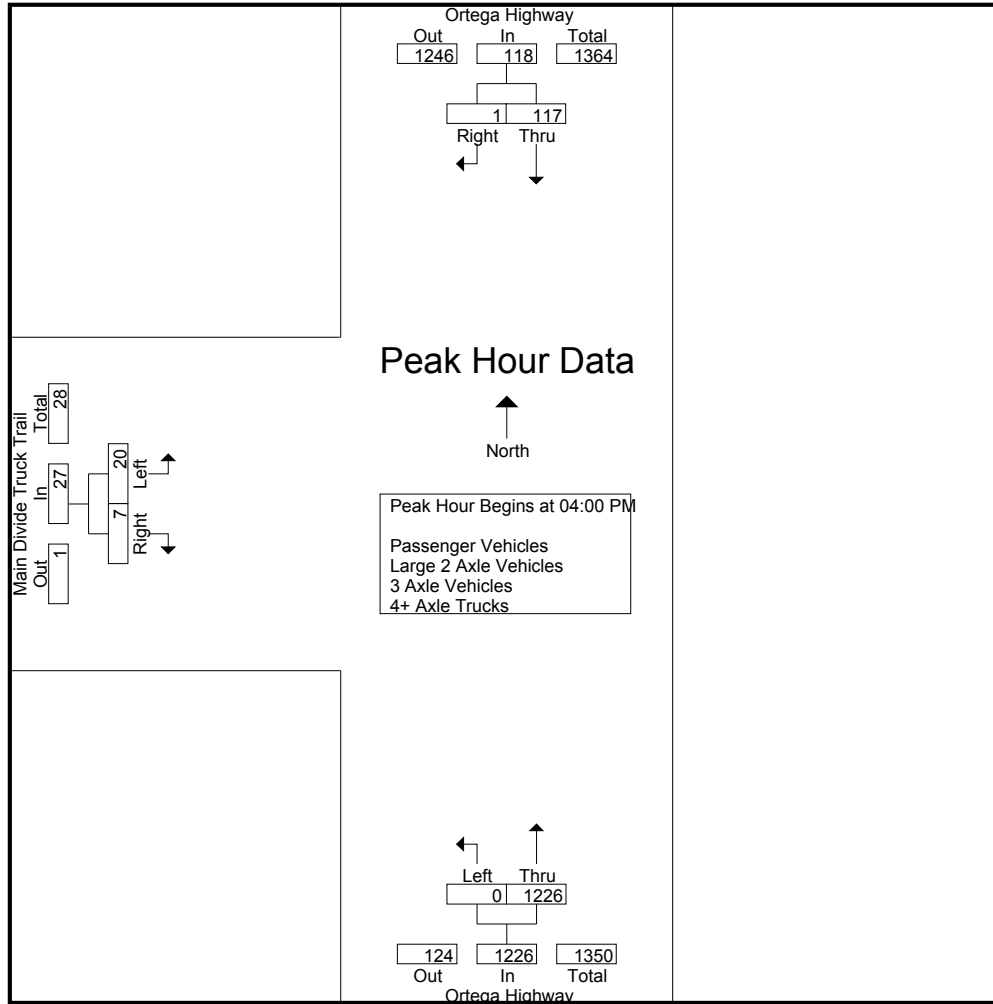 Ortega Highway
Out In Total
1246 118 1364
1 117
Right Thru
Peak Hour Data
North
Main Divide Truck Trail
Out In Total
1 27 28
7 20
Right Left
Peak Hour Begins at 04:00 PM
Passenger Vehicles
Large 2 Axle Vehicles
3 Axle Vehicles
4+ Axle Trucks
Left Thru
0 1226
124 1226 1350
Out In Total
Ortega Highway